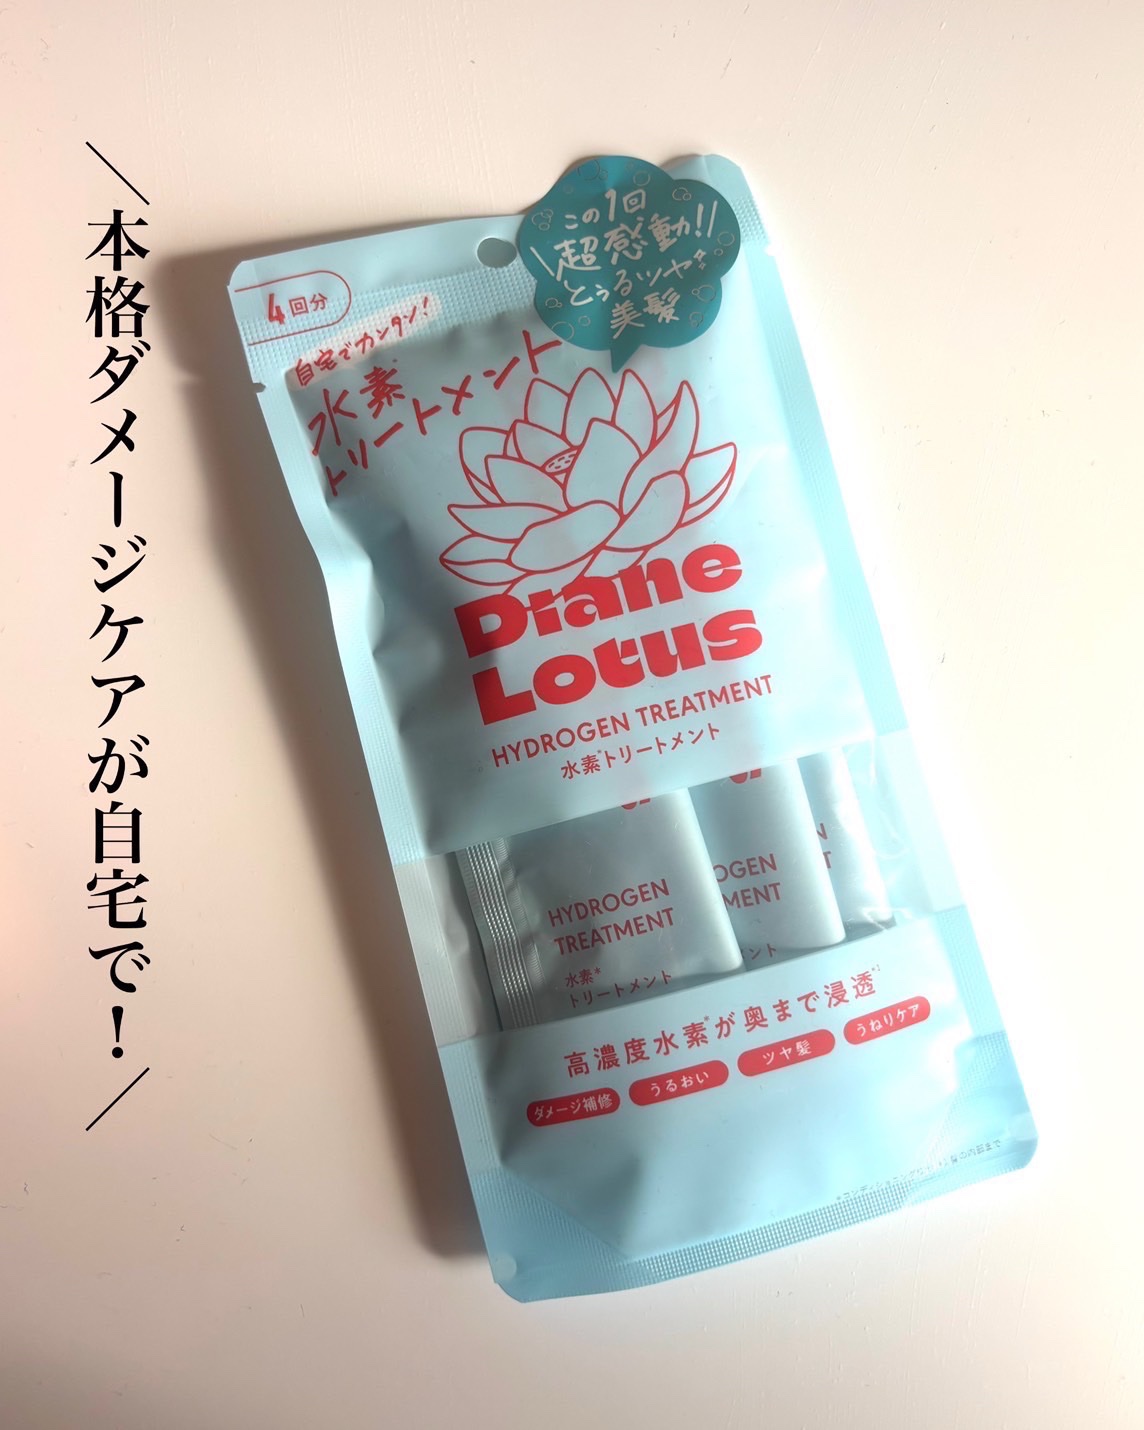 ＼本格ダメージケアが自宅で！／
この1回
超感動!!
とぅるツヤ
美髪
4回分
自宅でカンタン！
水素*
トリートメント
Diane
Lotus
HYDROGEN TREATMENT
水素*トリートメント
HYDROGEN
TREATMENT
水素*
トリートメント
OGEN
MENT
ント
N
T
高濃度水素*が奥まで浸透*1
ダメージ補修
うるおい
ツヤ髪
うねりケア